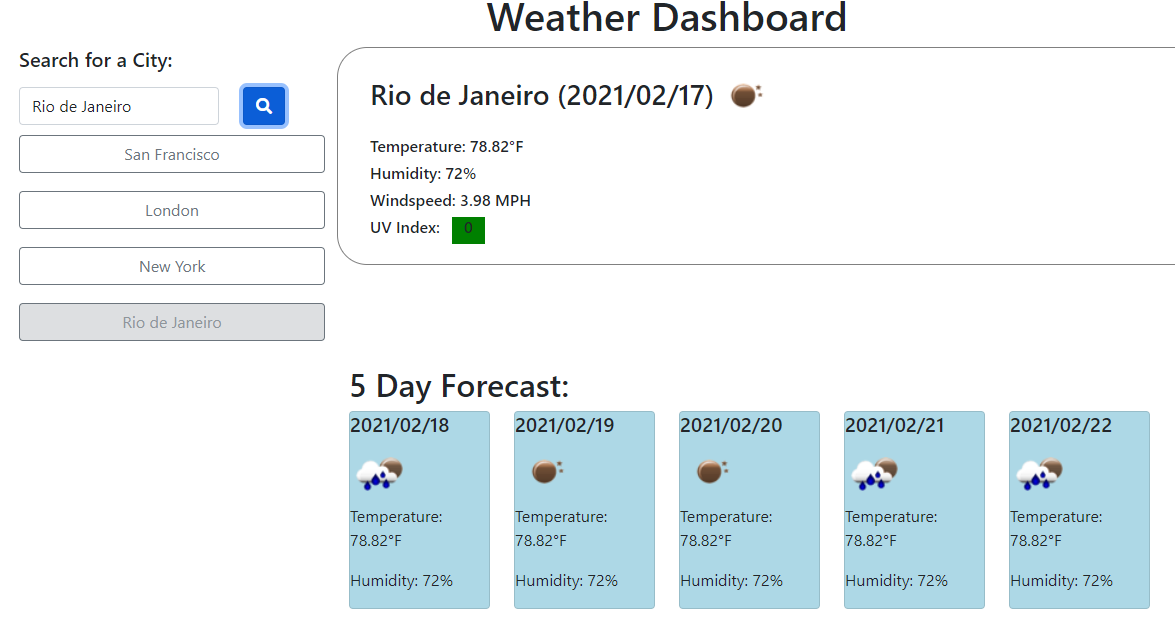 Weather Dashboard
Search for a City:
Rio de Janeiro
San Francisco
London
New York
Rio de Janeiro
Rio de Janeiro (2021/02/17)
Temperature: 78.82°F
Humidity: 72%
Windspeed: 3.98 MPH
UV Index: 0
5 Day Forecast:
2021/02/18
Temperature:
78.82°F
Humidity: 72%
2021/02/19
Temperature:
78.82°F
Humidity: 72%
2021/02/20
Temperature:
78.82°F
Humidity: 72%
2021/02/21
Temperature:
78.82°F
Humidity: 72%
2021/02/22
Temperature:
78.82°F
Humidity: 72%